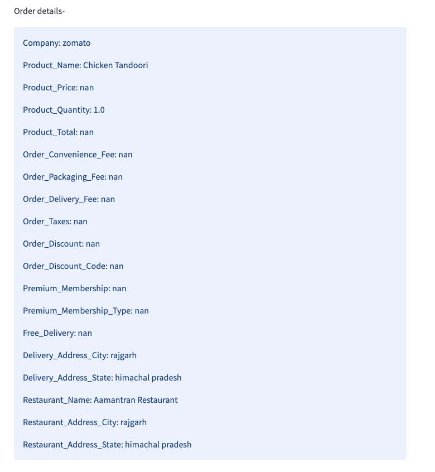 Order details-
Company: zomato
Product_Name: Chicken Tandoori
Product_Price: nan
Product_Quantity: 1.0
Product_Total: nan
Order_Convenience_Fee: nan
Order_Packaging_Fee: nan
Order_Delivery_Fee: nan
Order_Taxes: nan
Order_Discount: nan
Order_Discount_Code: nan
Premium_Membership: nan
Premium_Membership_Type: nan
Free_Delivery: nan
Delivery_Address_City: rajgarh
Delivery_Address_State: himachal pradesh
Restaurant_Name: Aamantran Restaurant
Restaurant_Address_City: rajgarh
Restaurant_Address_State: himachal pradesh